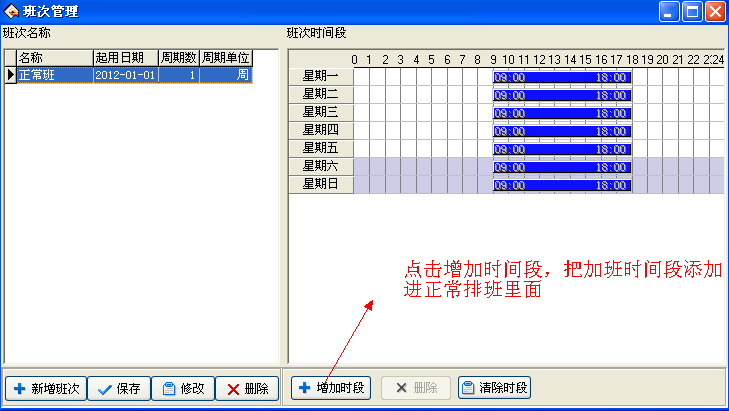 班次管理
班次名称
名称 起用日期 周期数 周期单位
正常班 2012-01-01 1 周
班次时间段
0 1 2 3 4 5 6 7 8 9 10 11 12 13 14 15 16 17 18 19 20 21 22 2324
星期一 09:00 18:00
星期二 09:00 18:00
星期三 09:00 18:00
星期四 09:00 18:00
星期五 09:00 18:00
星期六 09:00 18:00
星期日 09:00 18:00
点击增加时间段，把加班时间段添加
进正常排班里面
新增班次 保存 修改 删除 增加时段 删除 清除时段